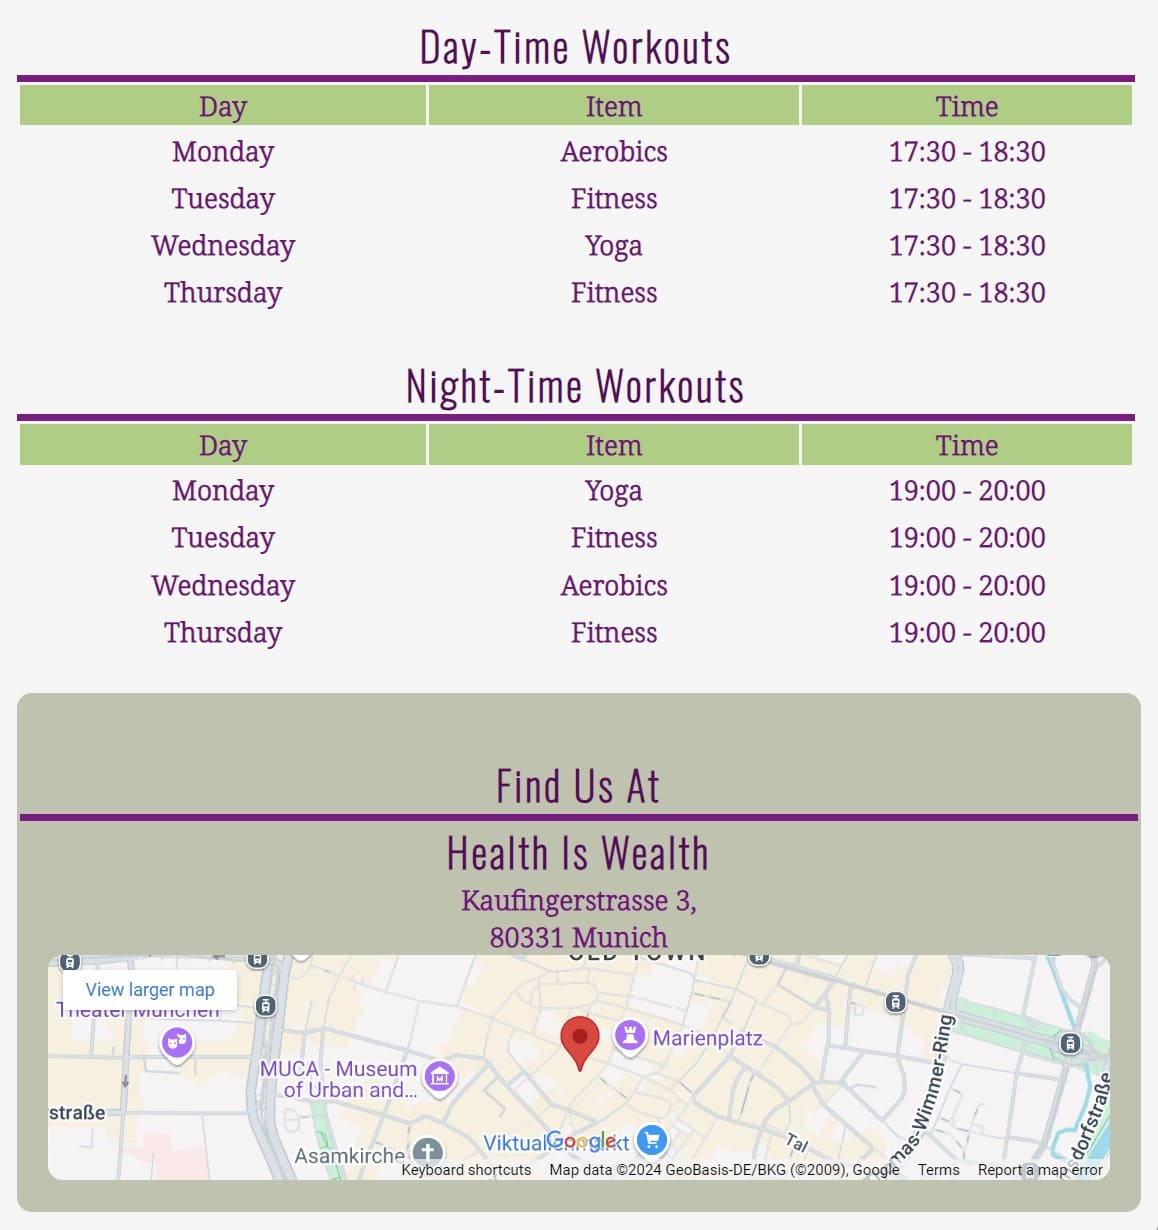 Day-Time Workouts
Day Item Time
Monday Aerobics 17:30 - 18:30
Tuesday Fitness 17:30 - 18:30
Wednesday Yoga 17:30 - 18:30
Thursday Fitness 17:30 - 18:30
Night-Time Workouts
Day Item Time
Monday Yoga 19:00 - 20:00
Tuesday Fitness 19:00 - 20:00
Wednesday Aerobics 19:00 - 20:00
Thursday Fitness 19:00 - 20:00
Find Us At
Health Is Wealth
Kaufingerstrasse 3,
80331 Munich
OLD TOWN
View larger map
Theater München
Marienplatz
MUCA - Museum
of Urban and...
straße
Google
Asamkirche
Tal
mas-Wimmer-Ring
dorfstraße
Keyboard shortcuts Map data ©2024 GeoBasis-DE/BKG (©2009), Google Terms Report a map error